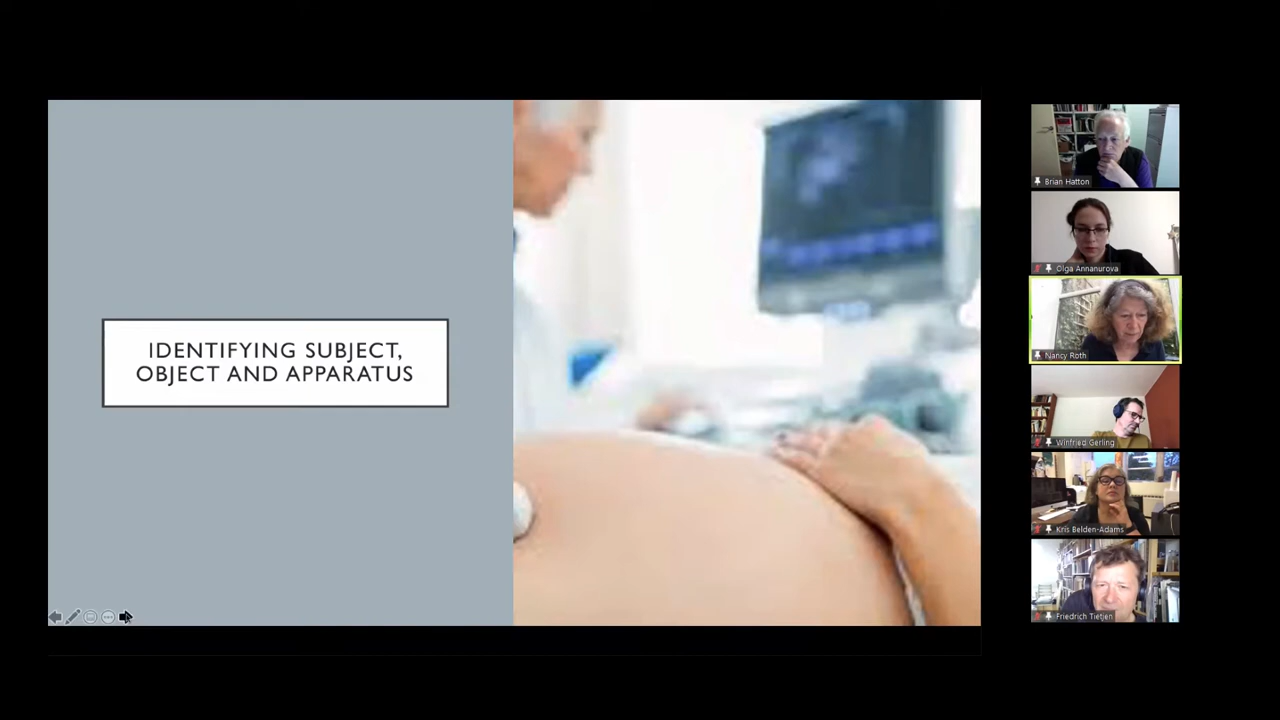 IDENTIFYING SUBJECT,
OBJECT AND APPARATUS
Brian Hatton
Olga Annanurova
Nancy Roth
Winfried Gerling
Kris Belden-Adams
Friedrich Tietjen